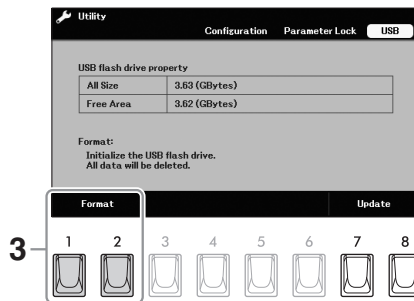 Utility
Configuration Parameter Lock USB
USB flash drive property
All Size 3.63 (GBytes)
Free Area 3.62 (GBytes)
Format:
Initialize the USB flash drive.
All data will be deleted.
Format Update
3
1 2 3 4 5 6 7 8